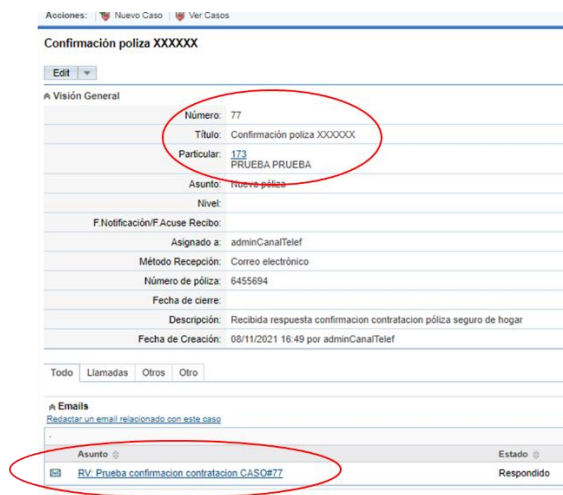 Acciones: Nuevo Caso Ver Casos
Confirmación poliza XXXXXX
Edit
Visión General
Número: 77
Título: Confirmación poliza XXXXXX
Particular: 173
PRUEBA PRUEBA
Asunto: Nueva póliza
Nivel:
F.Notificación/F.Acuse Recibo:
Asignado a: adminCanalTelef
Método Recepción: Correo electrónico
Número de póliza: 6455694
Fecha de cierre:
Descripción: Recibida respuesta confirmacion contratacion póliza seguro de hogar
Fecha de Creación: 08/11/2021 16:49 por adminCanalTelef
Todo Llamadas Otros Otro
Emails
Redactar un email relacionado con este caso
Asunto Estado
RV: Prueba confirmacion contratacion CASO#77 Respondido